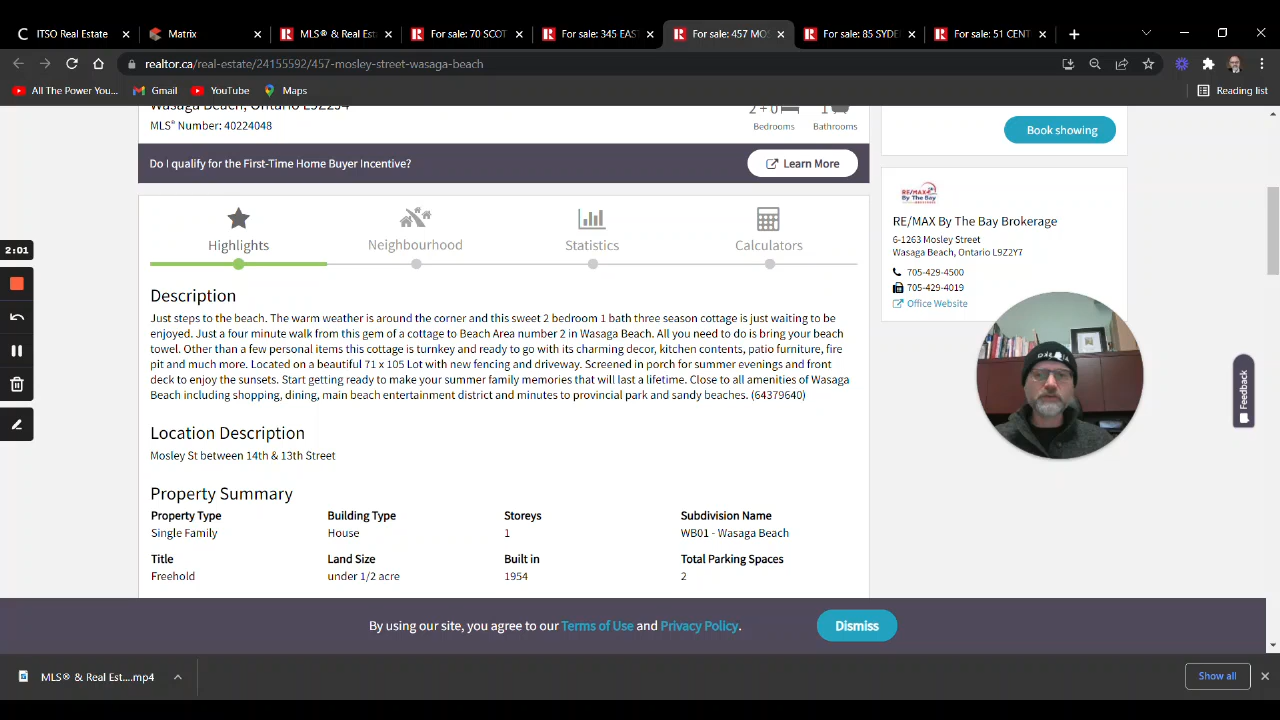 ITSO Real Estate
Matrix
MLS® & Real Est
For sale: 70 SCOT
For sale: 345 EAS
For sale: 457 MOS
For sale: 85 SYDE
For sale: 51 CENT
realtor.ca/real-estate/24155592/457-mosley-street-wasaga-beach
All The Power You...
Gmail
YouTube
Maps
Reading list
Wasaga Beach, Ontario L9Z2J4
MLS® Number: 40224048
2 + 0
1
Bedrooms
Bathrooms
Book showing
Do I qualify for the First-Time Home Buyer Incentive?
Learn More
RE/MAX
By The Bay
RE/MAX By The Bay Brokerage
6-1263 Mosley Street
Wasaga Beach, Ontario L9Z2Y7
705-429-4500
705-429-4019
Office Website
Highlights
Neighbourhood
Statistics
Calculators
2:01
Description
Just steps to the beach. The warm weather is around the corner and this sweet 2 bedroom 1 bath three season cottage is just waiting to be
enjoyed. Just a four minute walk from this gem of a cottage to Beach Area number 2 in Wasaga Beach. All you need to do is bring your beach
towel. Other than a few personal items this cottage is turnkey and ready to go with its charming decor, kitchen contents, patio furniture, fire
pit and much more. Located on a beautiful 71 x 105 Lot with new fencing and driveway. Screened in porch for summer evenings and front
deck to enjoy the sunsets. Start getting ready to make your summer family memories that will last a lifetime. Close to all amenities of Wasaga
Beach including shopping, dining, main beach entertainment district and minutes to provincial park and sandy beaches. (64379640)
Feedback
Location Description
Mosley St between 14th & 13th Street
Property Summary
Property Type
Building Type
Storeys
Subdivision Name
Single Family
House
1
WB01 - Wasaga Beach
Title
Land Size
Built in
Total Parking Spaces
Freehold
under 1/2 acre
1954
2
By using our site, you agree to our Terms of Use and Privacy Policy.
Dismiss
MLS® & Real Est....mp4
Show all